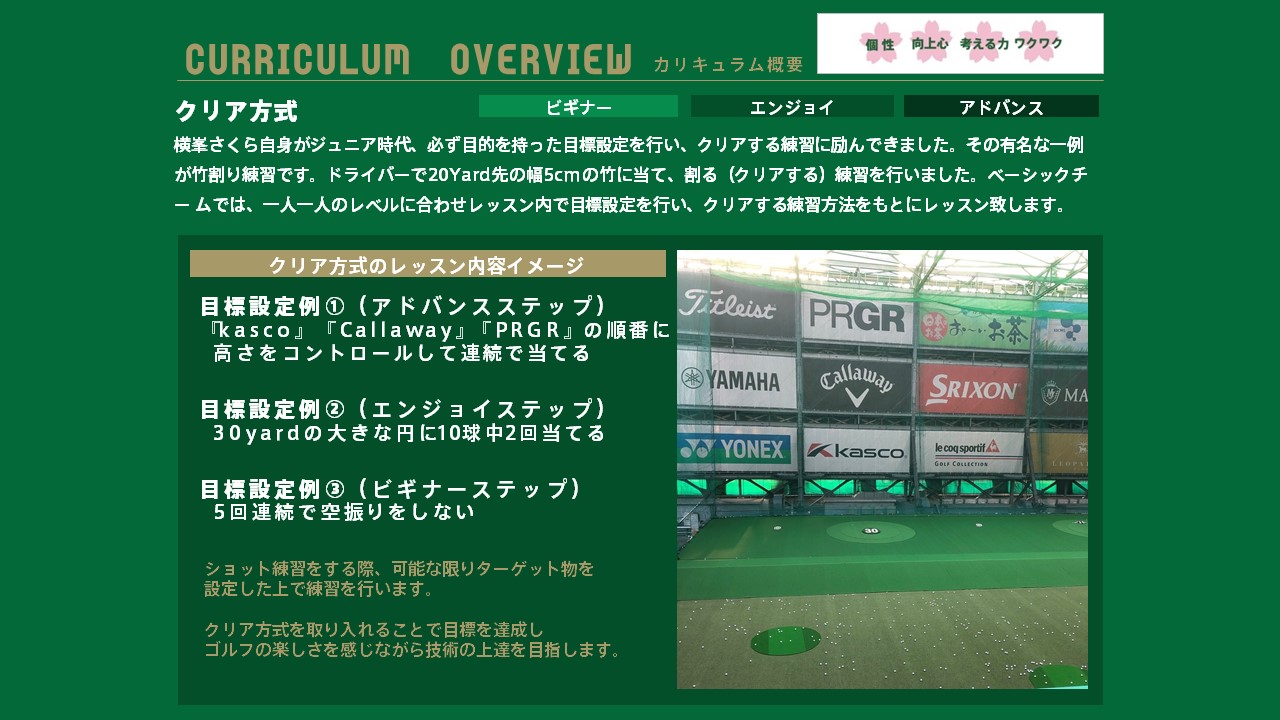 CURRICULUM OVERVIEW カリキュラム概要
個性 向上心 考える力 ワクワク
クリア方式
ビギナー エンジョイ アドバンス
横峯さくら自身がジュニア時代、必ず目的を持った目標設定を行い、クリアする練習に励んできました。その有名な一例
が竹割り練習です。ドライバーで20Yard先の幅5cmの竹に当て、割る（クリアする）練習を行いました。ベーシックチ
ームでは、一人一人のレベルに合わせレッスン内で目標設定を行い、クリアする練習方法をもとにレッスン致します。
クリア方式のレッスン内容イメージ
目標設定例①（アドバンスステップ）
『kasco』『Callaway』『PRGR』の順番に
高さをコントロールして連続で当てる
目標設定例②（エンジョイステップ）
30yardの大きな円に10球中2回当てる
目標設定例③（ビギナーステップ）
5回連続で空振りをしない
ショット練習をする際、可能な限りターゲット物を
設定した上で練習を行います。
クリア方式を取り入れることで目標を達成し
ゴルフの楽しさを感じながら技術の上達を目指します。
Titleist PRGR お〜いお茶
YAMAHA Callaway SRIXON MA
YONEX kasco le coq sportif
GOLF COLLECTION
30